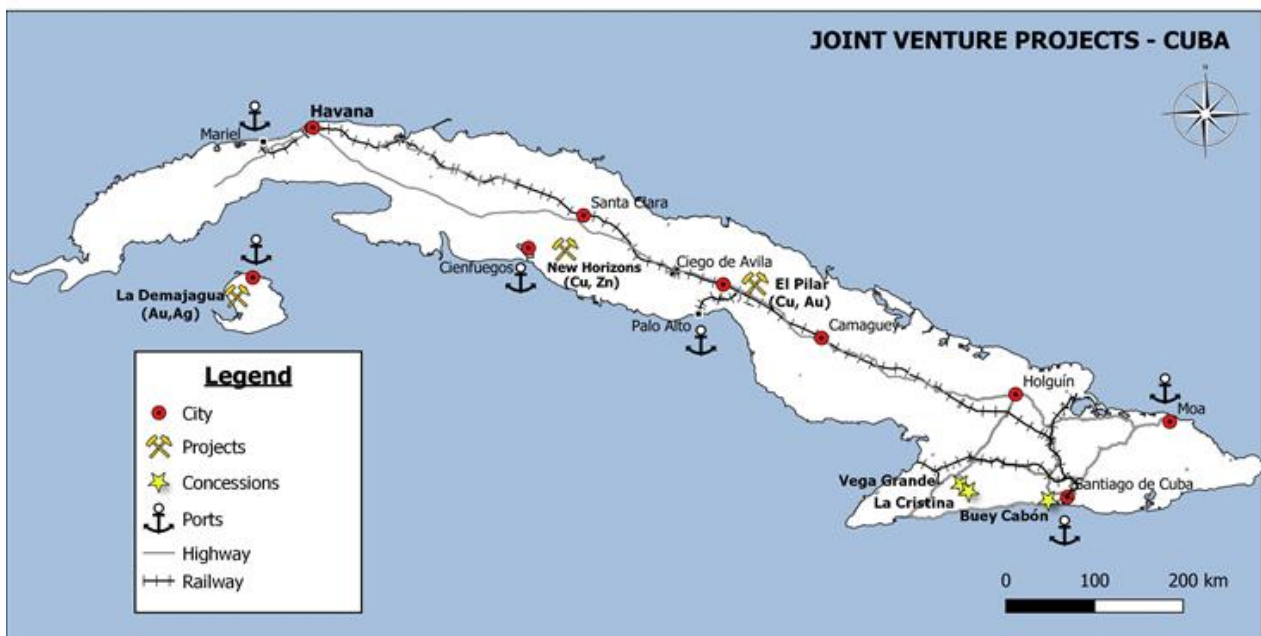 JOINT VENTURE PROJECTS - CUBA
N
Havana
Mariel
Santa Clara
Cienfuegos
New Horizons
(Cu, Zn)
Ciego de Avila
El Pilar
(Cu, Au)
La Demajagua
(Au,Ag)
Palo Alto
Camaguey
Holguín
Moa
Vega Grande
La Cristina
Buey Cabón
Santiago de Cuba
Legend
City
Projects
Concessions
Ports
Highway
Railway
0 100 200 km